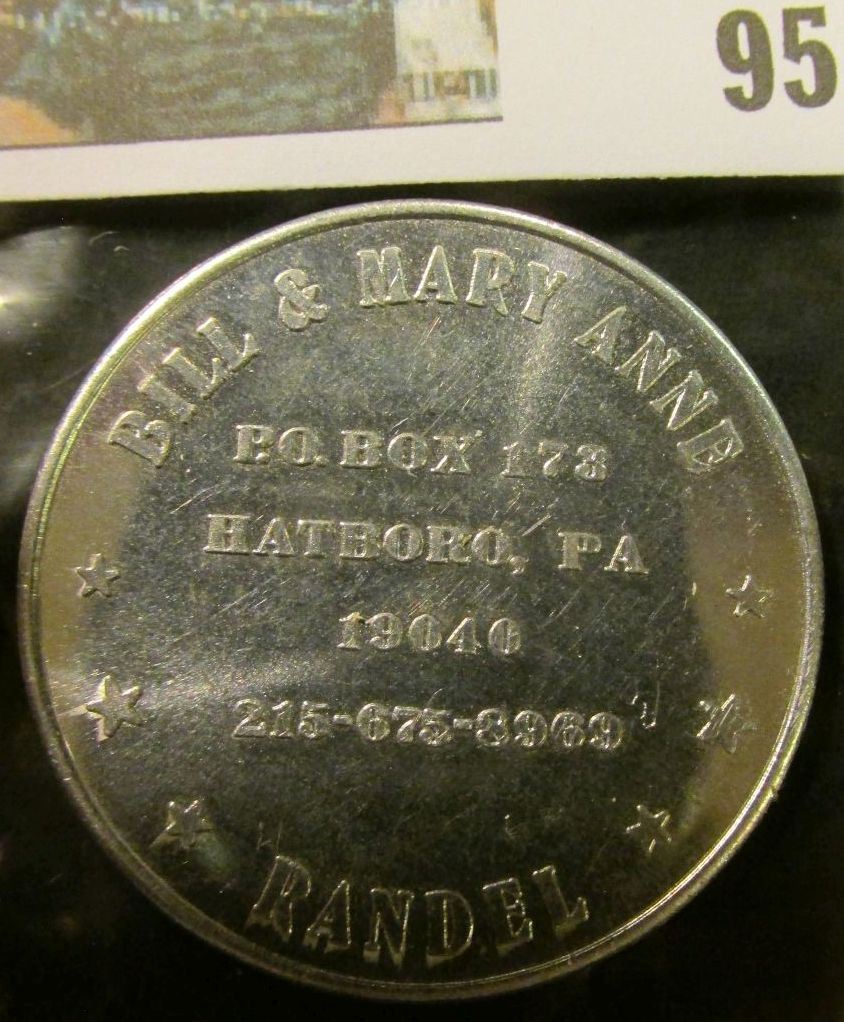 95
BILL & MARY ANNE
P.O. BOX 173
HATBORO, PA
19040
215-675-8969
RANDEL